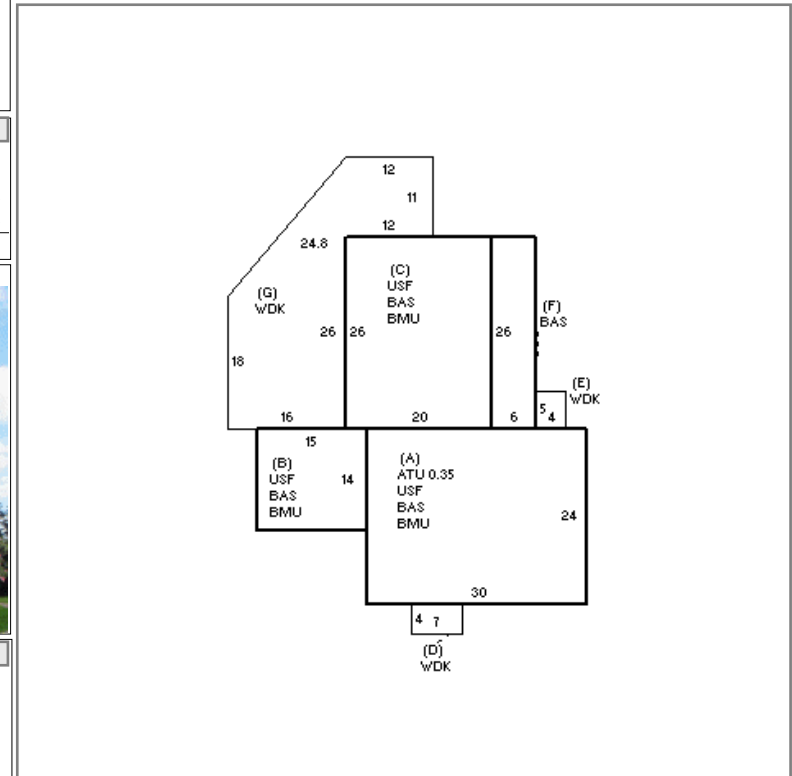 12
11
12
24.8
(G)
WDK
(C)
USF
BAS
BMU
(F)
BAS
26
26
26
18
(E)
WDK
16
20
6
5
4
15
(B)
USF
BAS
BMU
14
(A)
ATU 0.35
USF
BAS
BMU
24
30
4
7
(D)
WDK